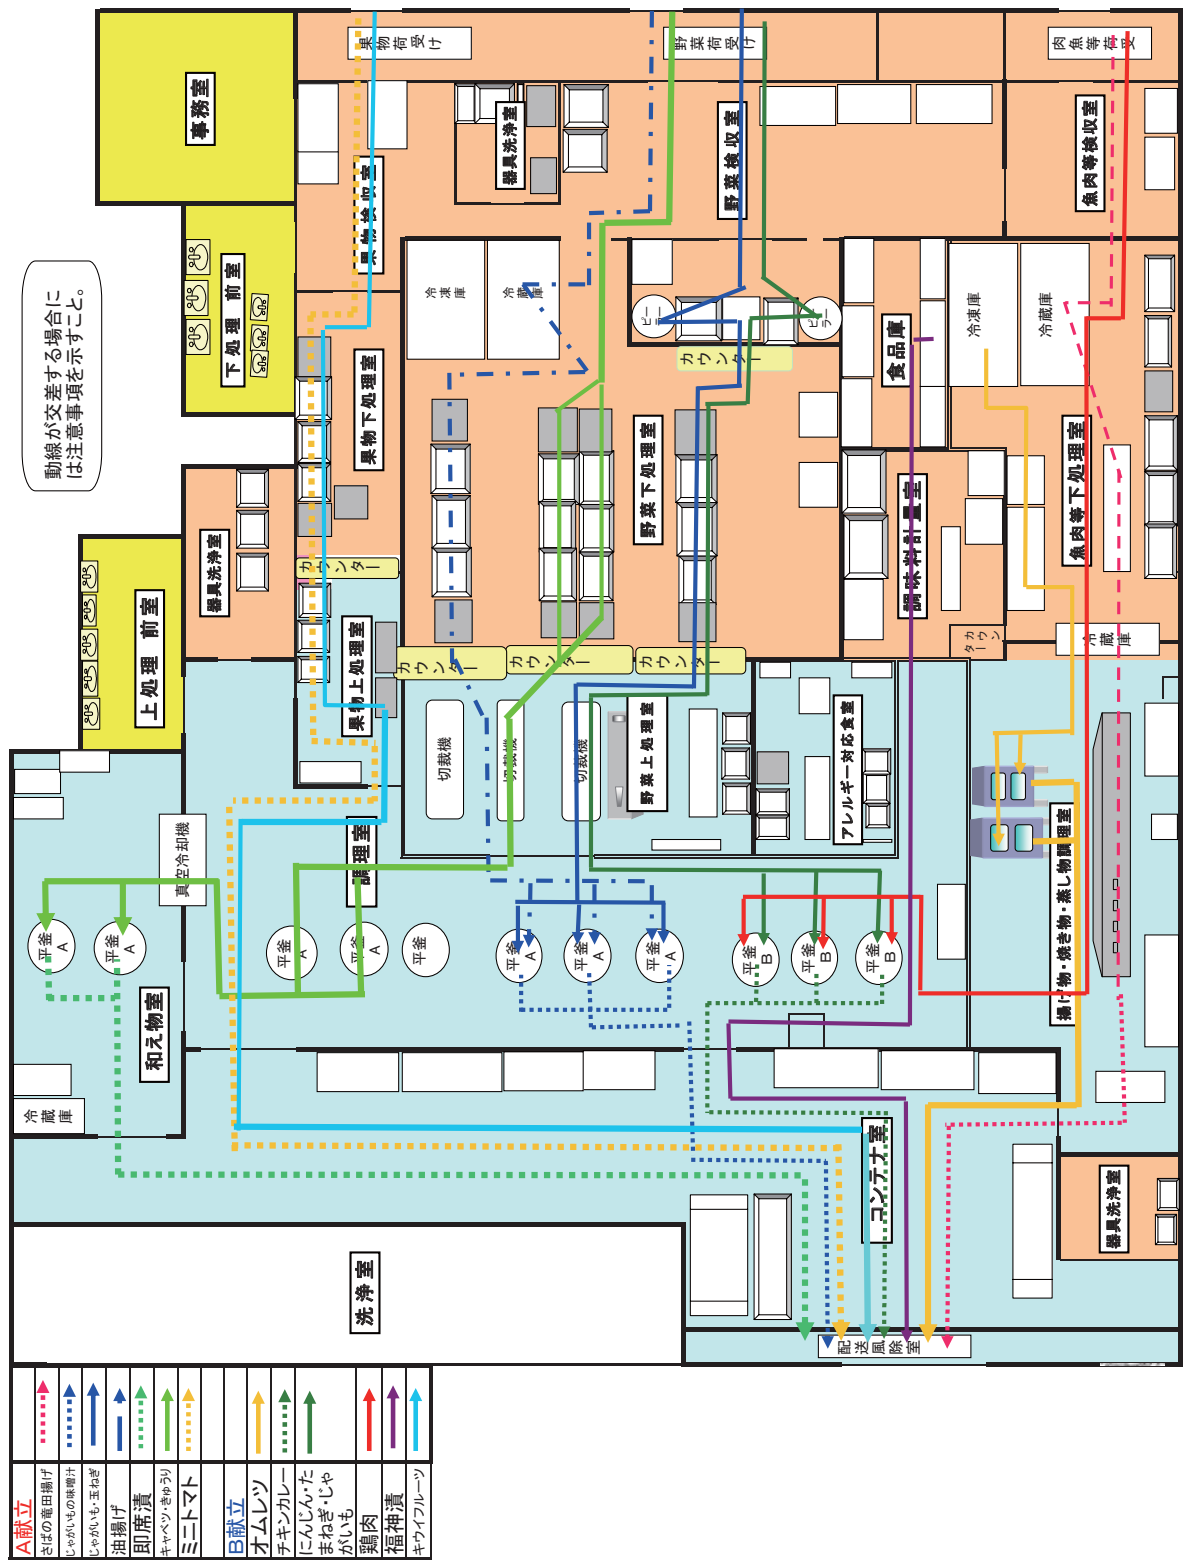 動線が交差する場合に
は注意事項を示すこと。
事務室
下処理 前室
上処理 前室
器具洗浄室
果物荷受け
野菜荷受け
肉魚等荷受
果物検収室
器具洗浄室
野菜検収室
魚肉等検収室
冷凍庫
冷蔵庫
ピーラー
ピーラー
カウンター
食品庫
冷凍庫
冷蔵庫
果物下処理室
野菜下処理室
調味料計量室
魚肉等下処理室
カウンター
カウンター
カウンター
カウンター
カウンター
冷蔵庫
果物上処理室
切裁機
切裁機
切裁機
野菜上処理室
アレルギー対応食室
揚げ物・焼き物・蒸し物調理室
真空冷却機
調理室
平釜
A
平釜
A
平釜
A
平釜
A
平釜
平釜
A
平釜
A
平釜
A
平釜
B
平釜
B
平釜
B
和え物室
冷蔵庫
コンテナ室
器具洗浄室
洗浄室
配送風除室
A献立
さばの竜田揚げ
じゃがいもの味噌汁
じゃがいも・玉ねぎ
油揚げ
即席漬
キャベツ・きゅうり
ミニトマト
B献立
オムレツ
チキンカレー
にんじん・た
まねぎ・じゃ
がいも
鶏肉
福神漬
キウイフルーツ